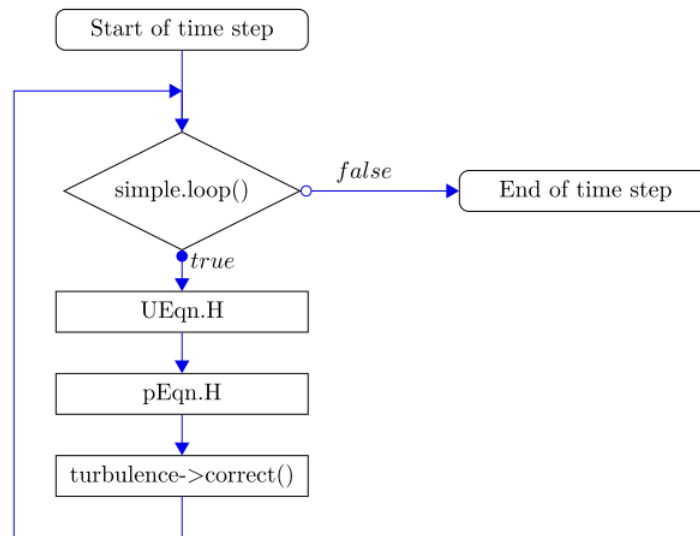 Start of time step
simple.loop()
false
End of time step
true
UEqn.H
pEqn.H
turbulence->correct()